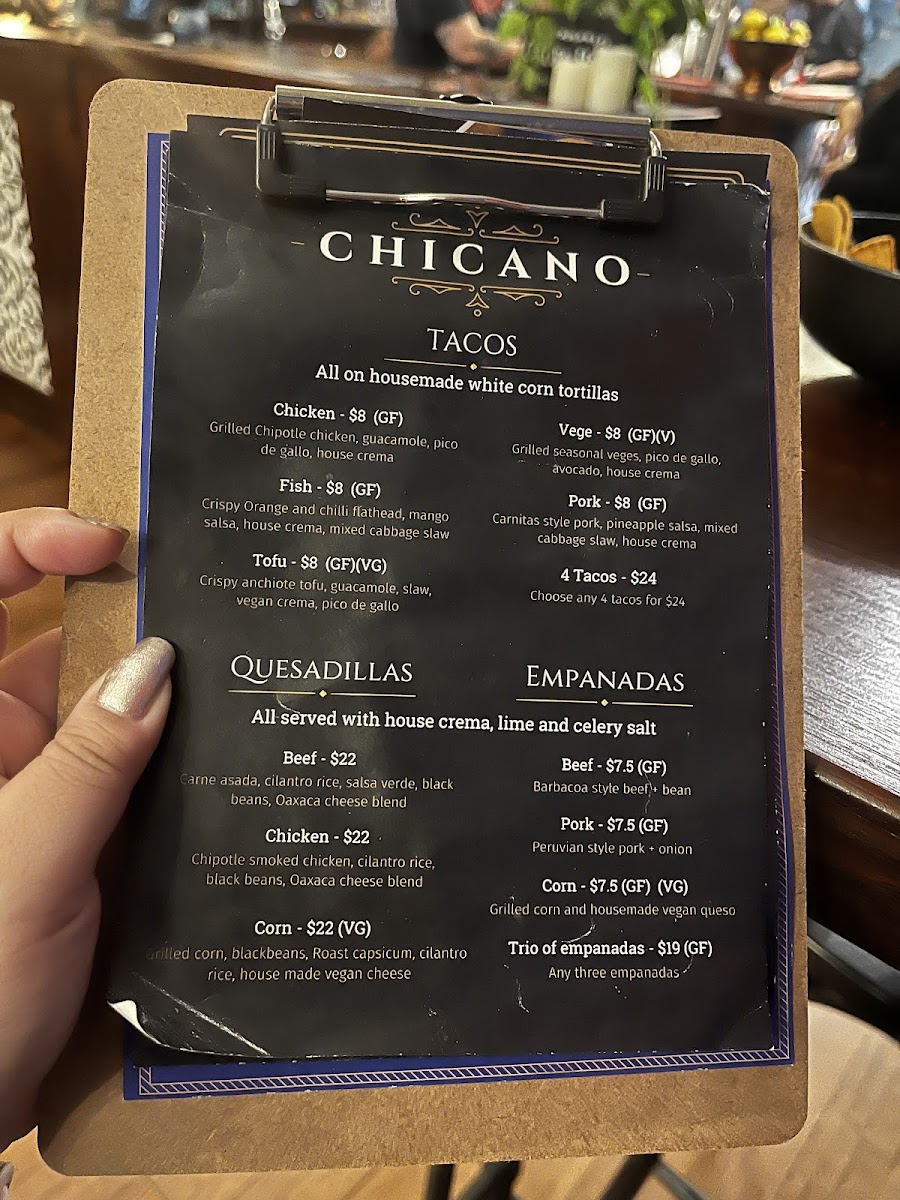 CHICANO
TACOS
All on housemade white corn tortillas
Chicken - $8 (GF)
Grilled Chipotle chicken, guacamole, pico
de gallo, house crema
Fish - $8 (GF)
Crispy Orange and chilli flathead, mango
salsa, house crema, mixed cabbage slaw
Tofu - $8 (GF)(VG)
Crispy anchiote tofu, guacamole, slaw,
vegan crema, pico de gallo
Vege - $8 (GF)(V)
Grilled seasonal veges, pico de gallo,
avocado, house crema
Pork - $8 (GF)
Carnitas style pork, pineapple salsa, mixed
cabbage slaw, house crema
4 Tacos - $24
Choose any 4 tacos for $24
QUESADILLAS
EMPANADAS
All served with house crema, lime and celery salt
Beef - $22
Carne asada, cilantro rice, salsa verde, black
beans, Oaxaca cheese blend
Chicken - $22
Chipotle smoked chicken, cilantro rice,
black beans, Oaxaca cheese blend
Corn - $22 (VG)
Grilled corn, blackbeans, Roast capsicum, cilantro
rice, house made vegan cheese
Beef - $7.5 (GF)
Barbacoa style beef + bean
Pork - $7.5 (GF)
Peruvian style pork + onion
Corn - $7.5 (GF) (VG)
Grilled corn and housemade vegan queso
Trio of empanadas - $19 (GF)
Any three empanadas